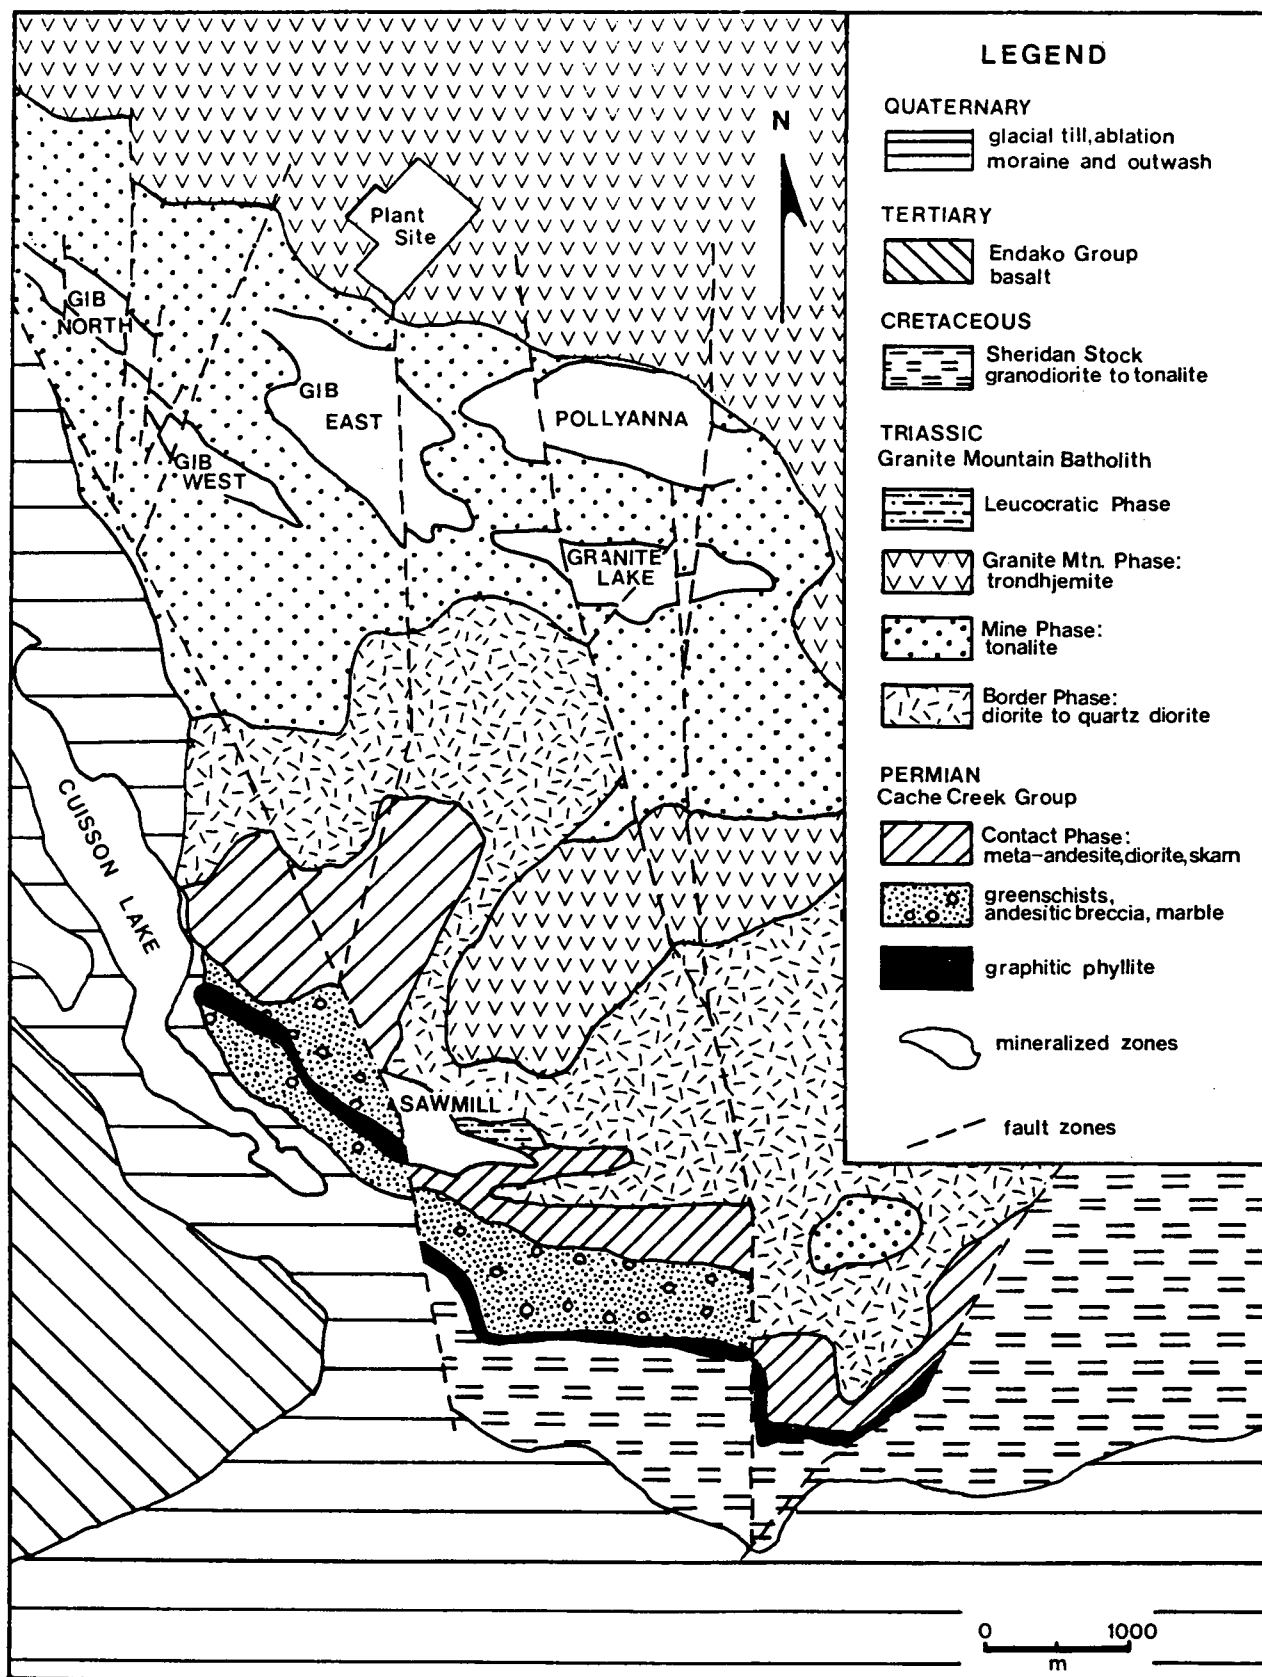 LEGEND
QUATERNARY
glacial till,ablation
moraine and outwash
TERTIARY
Endako Group
basalt
CRETACEOUS
Sheridan Stock
granodiorite to tonalite
TRIASSIC
Granite Mountain Batholith
Leucocratic Phase
Granite Mtn. Phase:
trondhjemite
Mine Phase:
tonalite
Border Phase:
diorite to quartz diorite
PERMIAN
Cache Creek Group
Contact Phase:
meta-andesite,diorite,skarn
greenschists,
andesitic breccia, marble
graphitic phyllite
mineralized zones
fault zones
N
Plant
Site
GIB
NORTH
GIB
EAST
POLLYANNA
GIB
WEST
GRANITE
LAKE
CUISSON LAKE
SAWMILL
0 1000
m